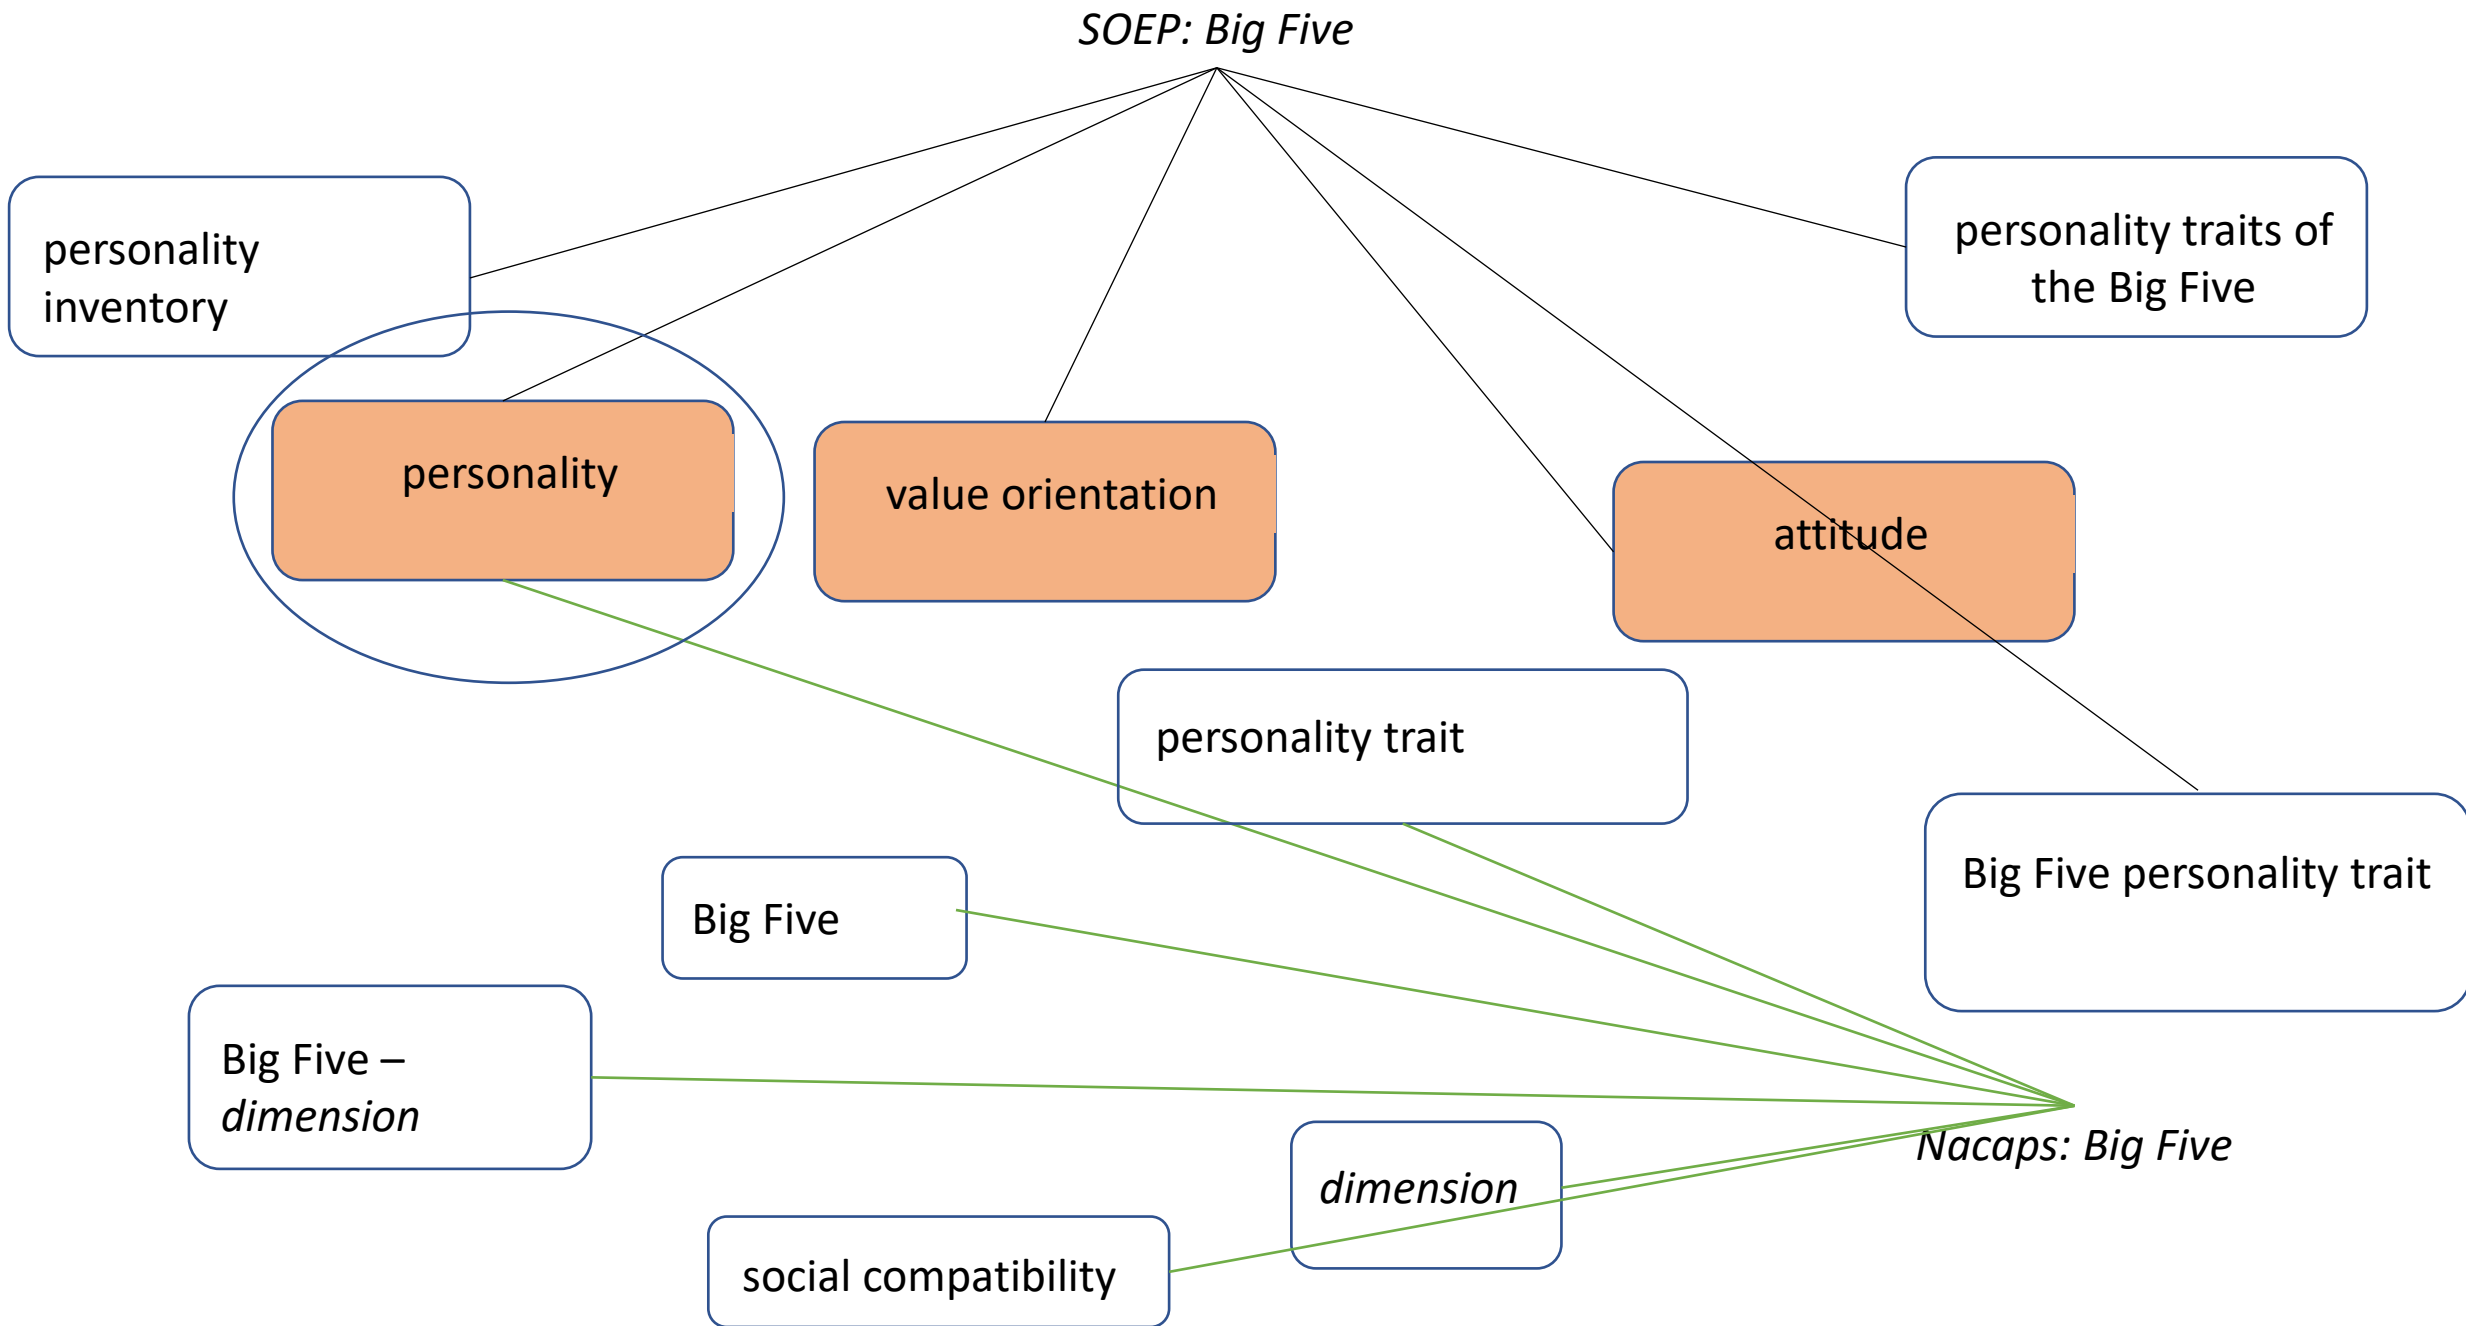 SOEP: Big Five
personality
inventory
personality traits of
the Big Five
personality
value orientation
attitude
personality trait
Big Five personality trait
Big Five
Big Five –
dimension
Nacaps: Big Five
dimension
social compatibility